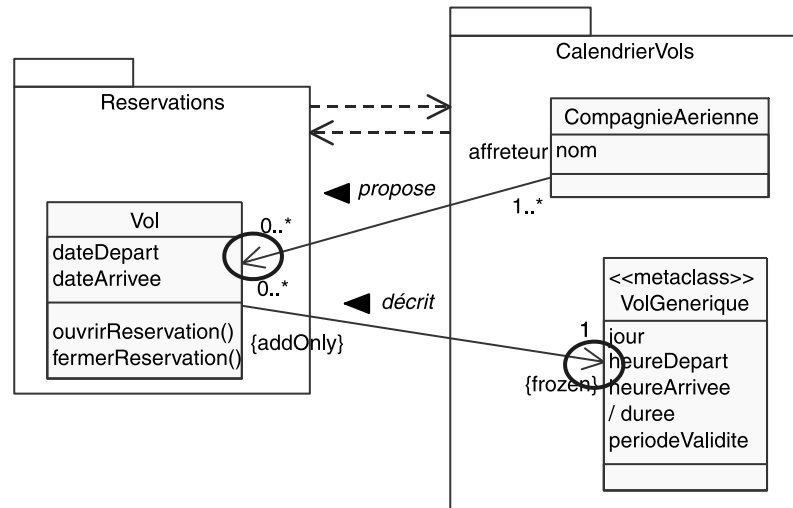 CalendrierVols
Reservations
CompagnieAerienne
affreteur
nom
propose
1..*
Vol
0..*
dateDepart
dateArrivee
0..*
décrit
<<metaclass>>
VolGenerique
ouvrirReservation()
fermerReservation()
{addOnly}
1
jour
heureDepart
{frozen}
heureArrivee
/ duree
periodeValidite